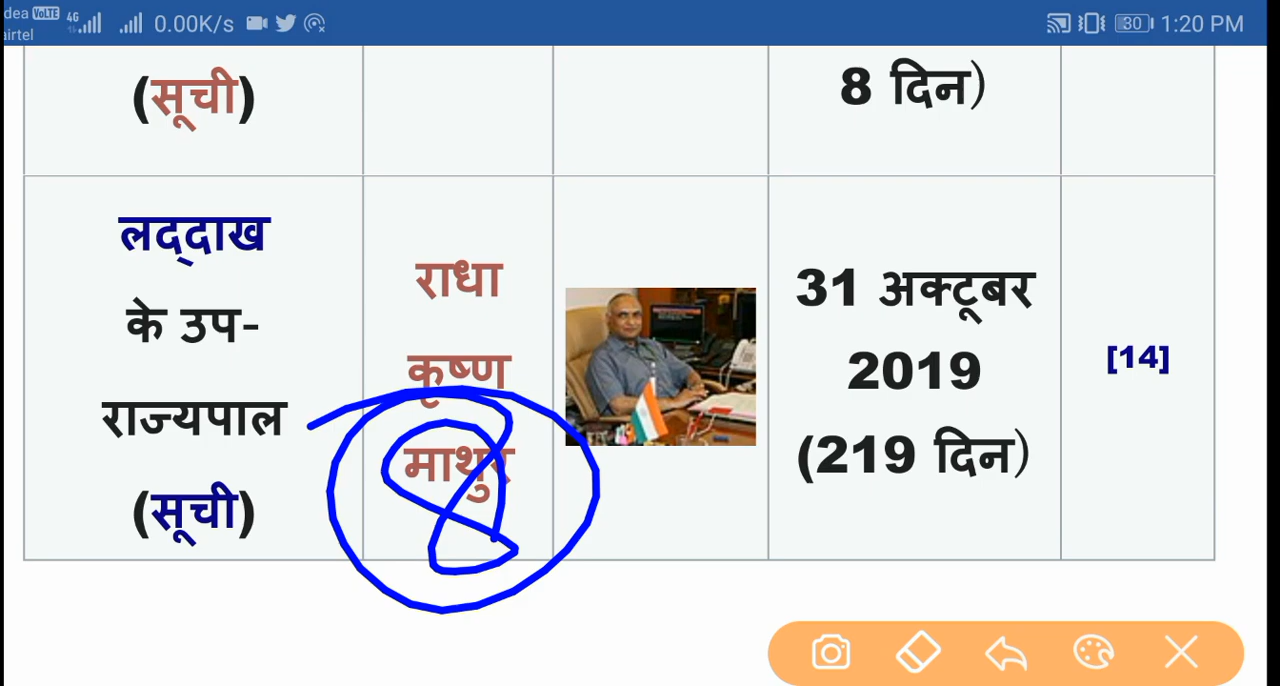 dea VoLTE 4G 0.00K/s 30 1:20 PM
airtel
(सूची) 8 दिन)
लद्दाख
के उप-
राज्यपाल
(सूची)
राधा
कृष्ण
माथुर
31 अक्टूबर
2019
(219 दिन)
[14]
8